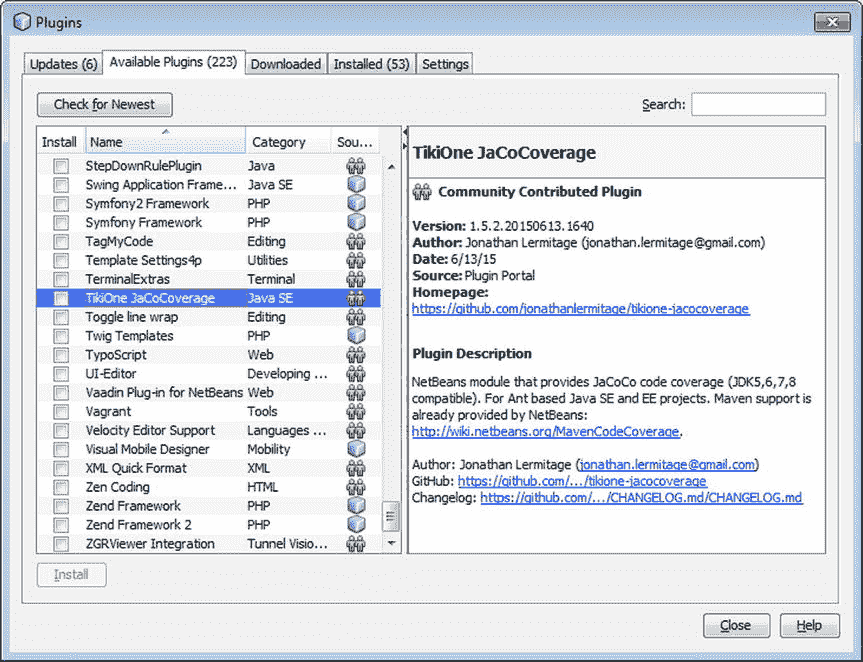 Plugins
Updates (6) Available Plugins (223) Downloaded Installed (53) Settings
Check for Newest Search:
Install Name Category Sou...
StepDownRulePlugin Java
Swing Application Frame... Java SE
Symfony2 Framework PHP
Symfony Framework PHP
TagMyCode Editing
Template Settings4p Utilities
TerminalExtras Terminal
TikiOne JaCoCoverage Java SE
Toggle line wrap Editing
Twig Templates PHP
TypoScript Web
UI-Editor Developing ...
Vaadin Plug-in for NetBeans Web
Vagrant Tools
Velocity Editor Support Languages ...
Visual Mobile Designer Mobility
XML Quick Format XML
Zen Coding HTML
Zend Framework PHP
Zend Framework 2 PHP
ZGRViewer Integration Tunnel Visio...
TikiOne JaCoCoverage
Community Contributed Plugin
Version: 1.5.2.20150613.1640
Author: Jonathan Lermitage (jonathan.lermitage@gmail.com)
Date: 6/13/15
Source: Plugin Portal
Homepage:
https://github.com/jonathanlermitage/tikione-jacocoverage
Plugin Description
NetBeans module that provides JaCoCo code coverage (JDK5,6,7,8
compatible). For Ant based Java SE and EE projects. Maven support is
already provided by NetBeans:
http://wiki.netbeans.org/MavenCodeCoverage.
Author: Jonathan Lermitage (jonathan.lermitage@gmail.com)
GitHub: https://github.com/.../tikione-jacocoverage
Changelog: https://github.com/.../CHANGELOG.md/CHANGELOG.md
Install
Close Help